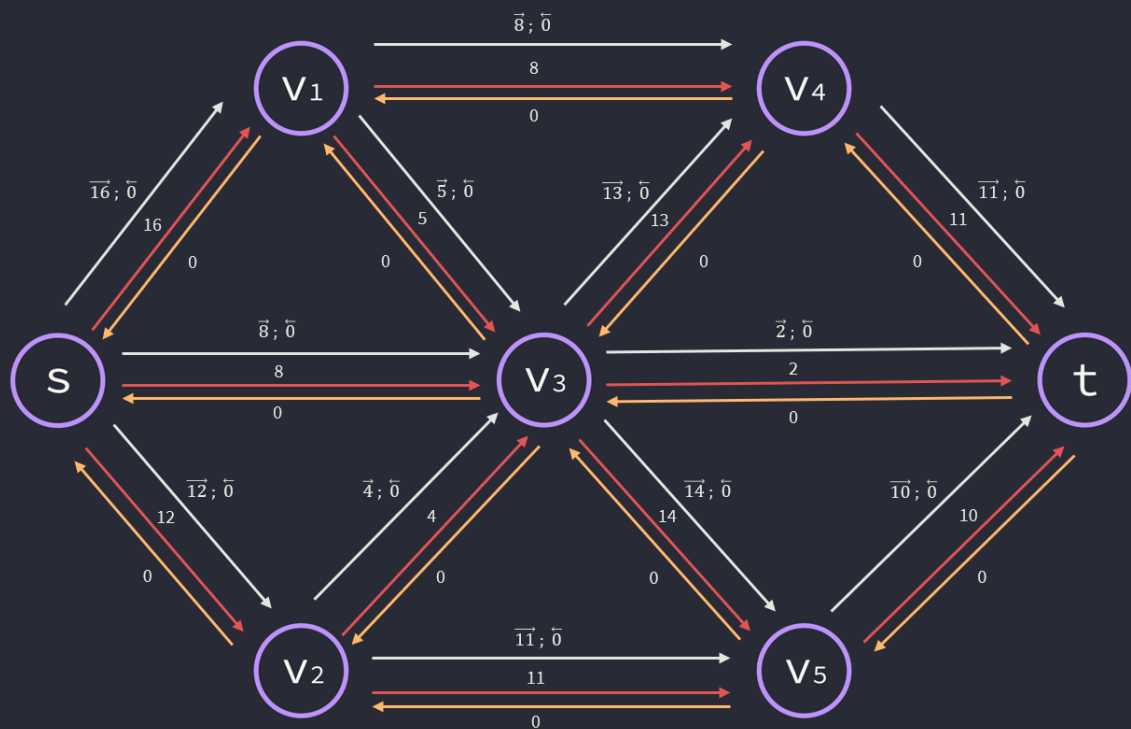 8⃗ ; 0⃖
V1
8
V4
0
16⃗ ; 0⃖
5⃗ ; 0⃖
13⃗ ; 0⃖
11⃗ ; 0⃖
16
5
13
11
0
0
0
0
8⃗ ; 0⃖
2⃗ ; 0⃖
S
8
V3
2
t
0
0
12⃗ ; 0⃖
4⃗ ; 0⃖
14⃗ ; 0⃖
10⃗ ; 0⃖
12
4
14
10
0
0
0
0
11⃗ ; 0⃖
V2
11
V5
0